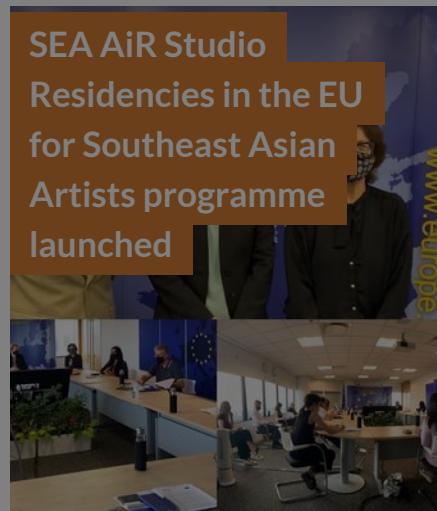 SEA AiR Studio
Residencies in the EU
for Southeast Asian
Artists programme
launched
www.europe